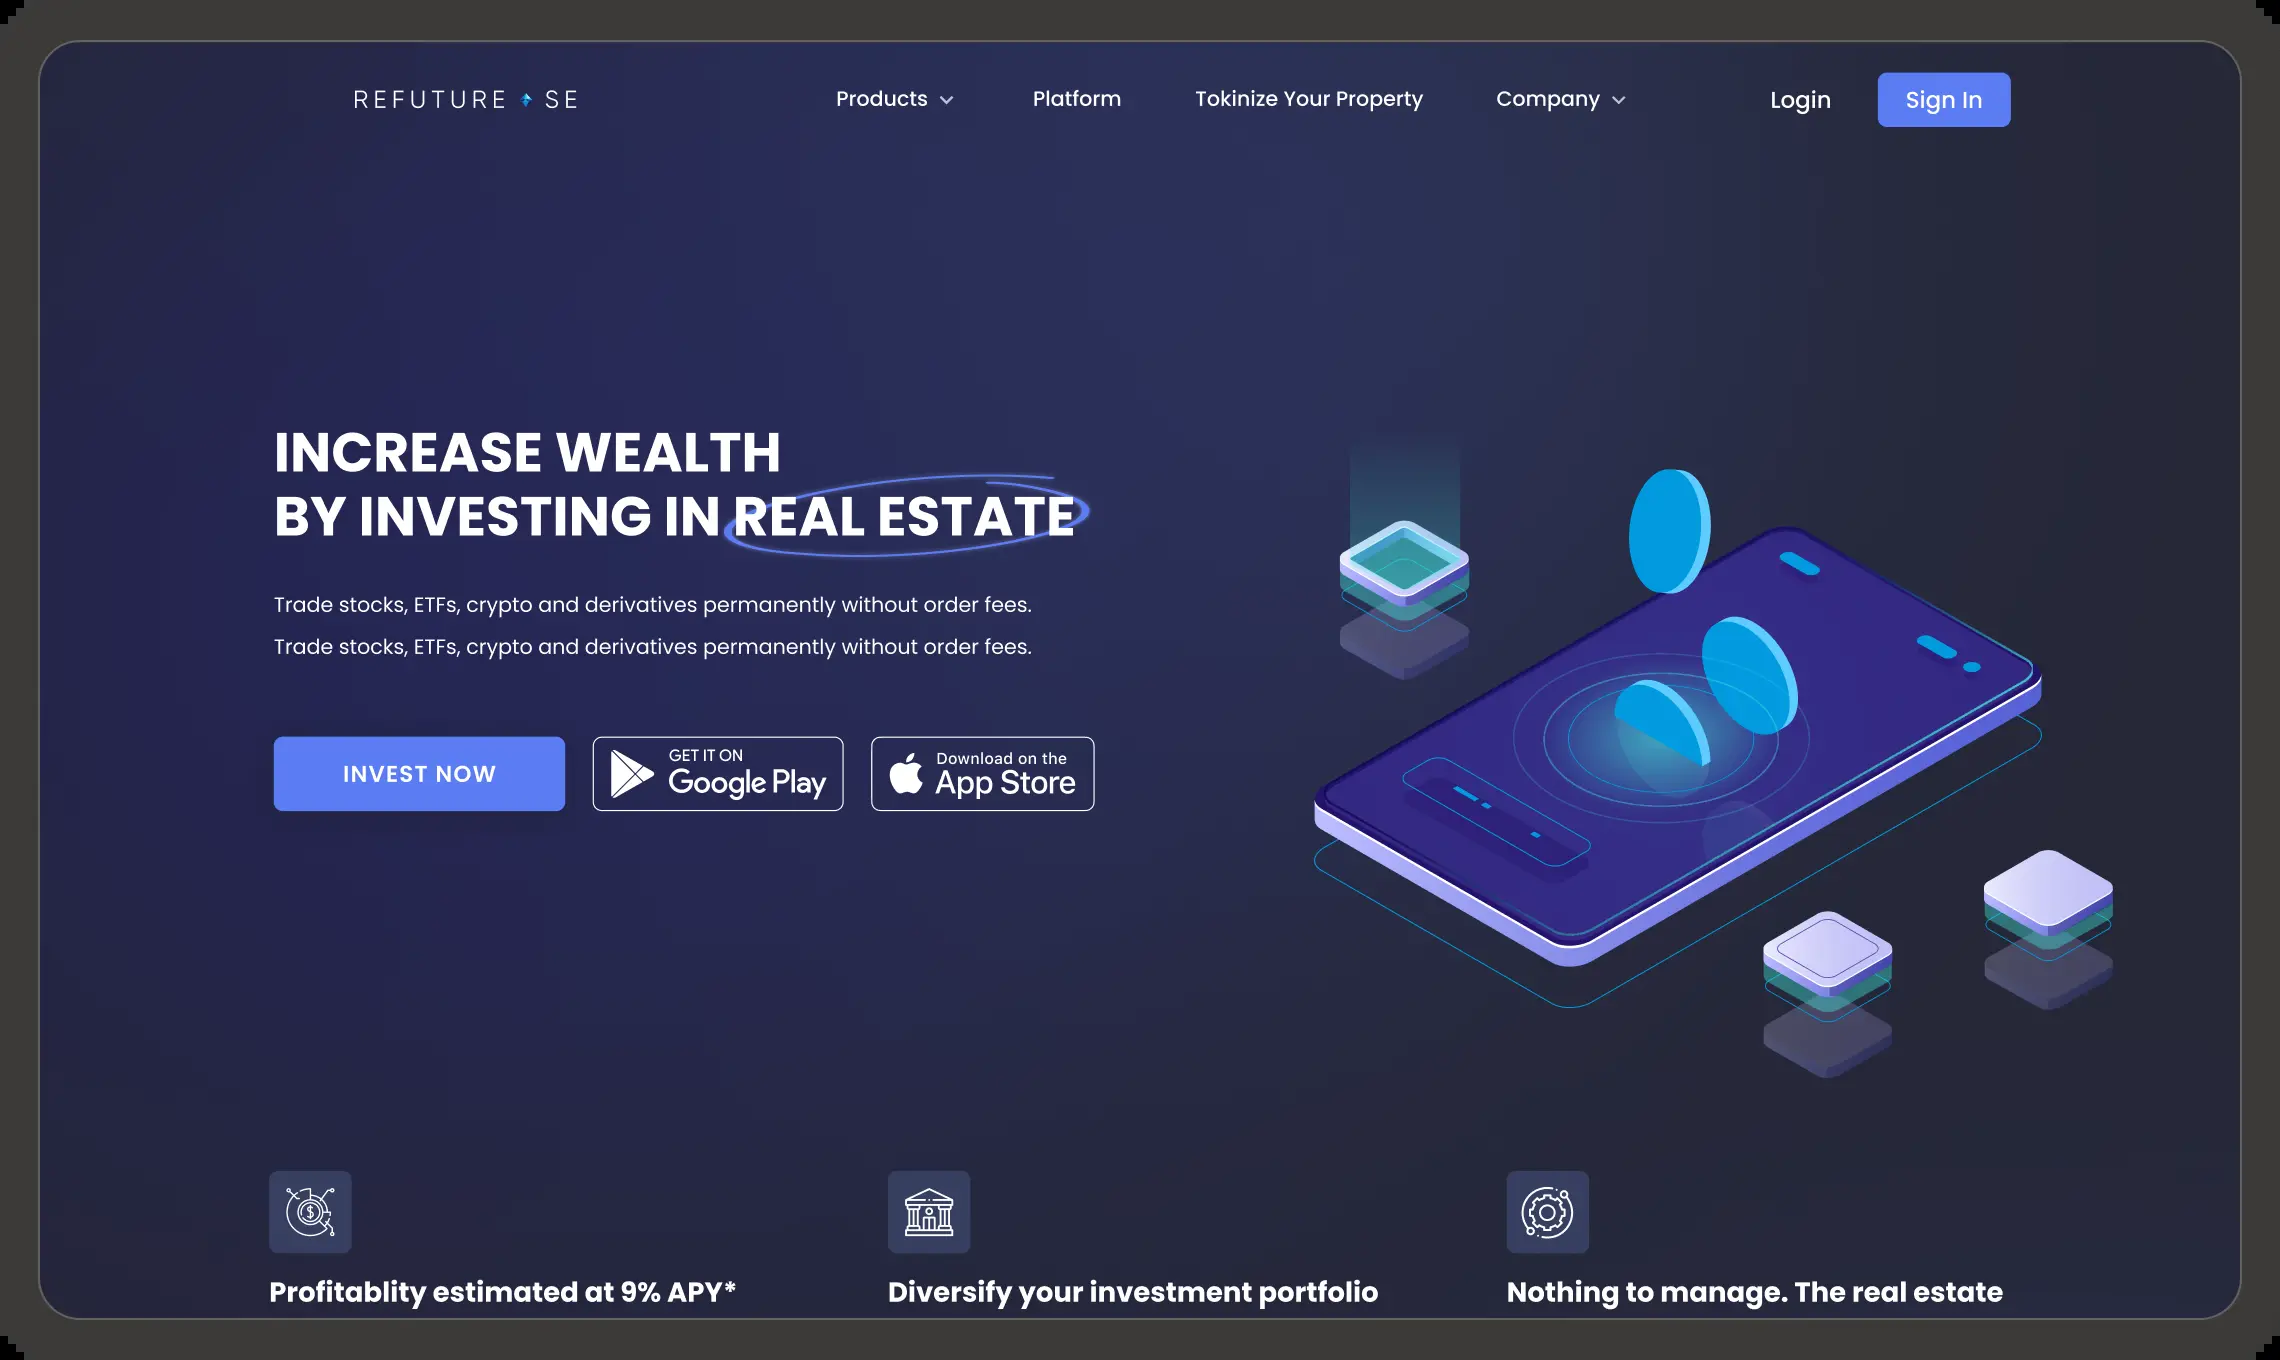 REFUTURE SE
Products
Platform
Tokinize Your Property
Company
Login
Sign In
INCREASE WEALTH
BY INVESTING IN REAL ESTATE
Trade stocks, ETFs, crypto and derivatives permanently without order fees.
Trade stocks, ETFs, crypto and derivatives permanently without order fees.
INVEST NOW
GET IT ON
Google Play
Download on the
App Store
Profitablity estimated at 9% APY*
Diversify your investment portfolio
Nothing to manage. The real estate